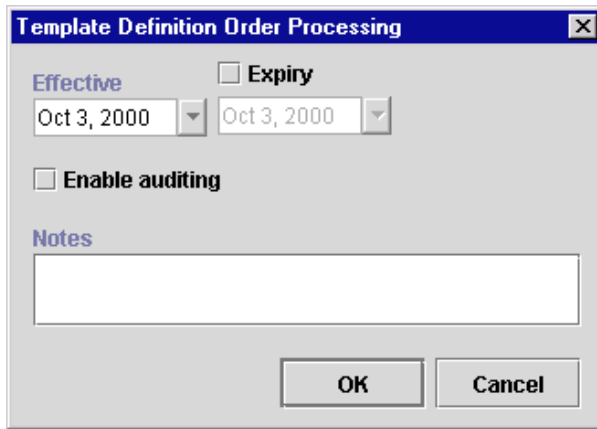 Template Definition Order Processing
Effective
Expiry
Oct 3, 2000
Oct 3, 2000
Enable auditing
Notes
OK
Cancel